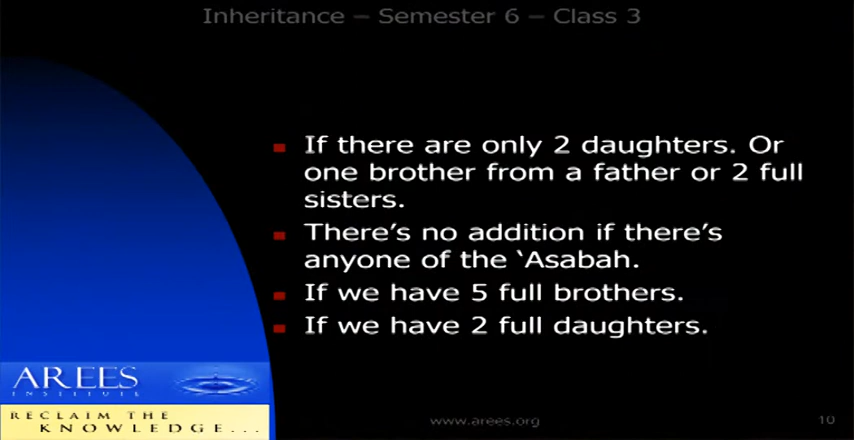 Inheritance – Semester 6 – Class 3
If there are only 2 daughters. Or
one brother from a father or 2 full
sisters.
There's no addition if there's
anyone of the ‘Asabah.
If we have 5 full brothers.
If we have 2 full daughters.
AREES
INSTITUTE
RECLAIM THE
KNOWLEDGE...
www.arees.org
10